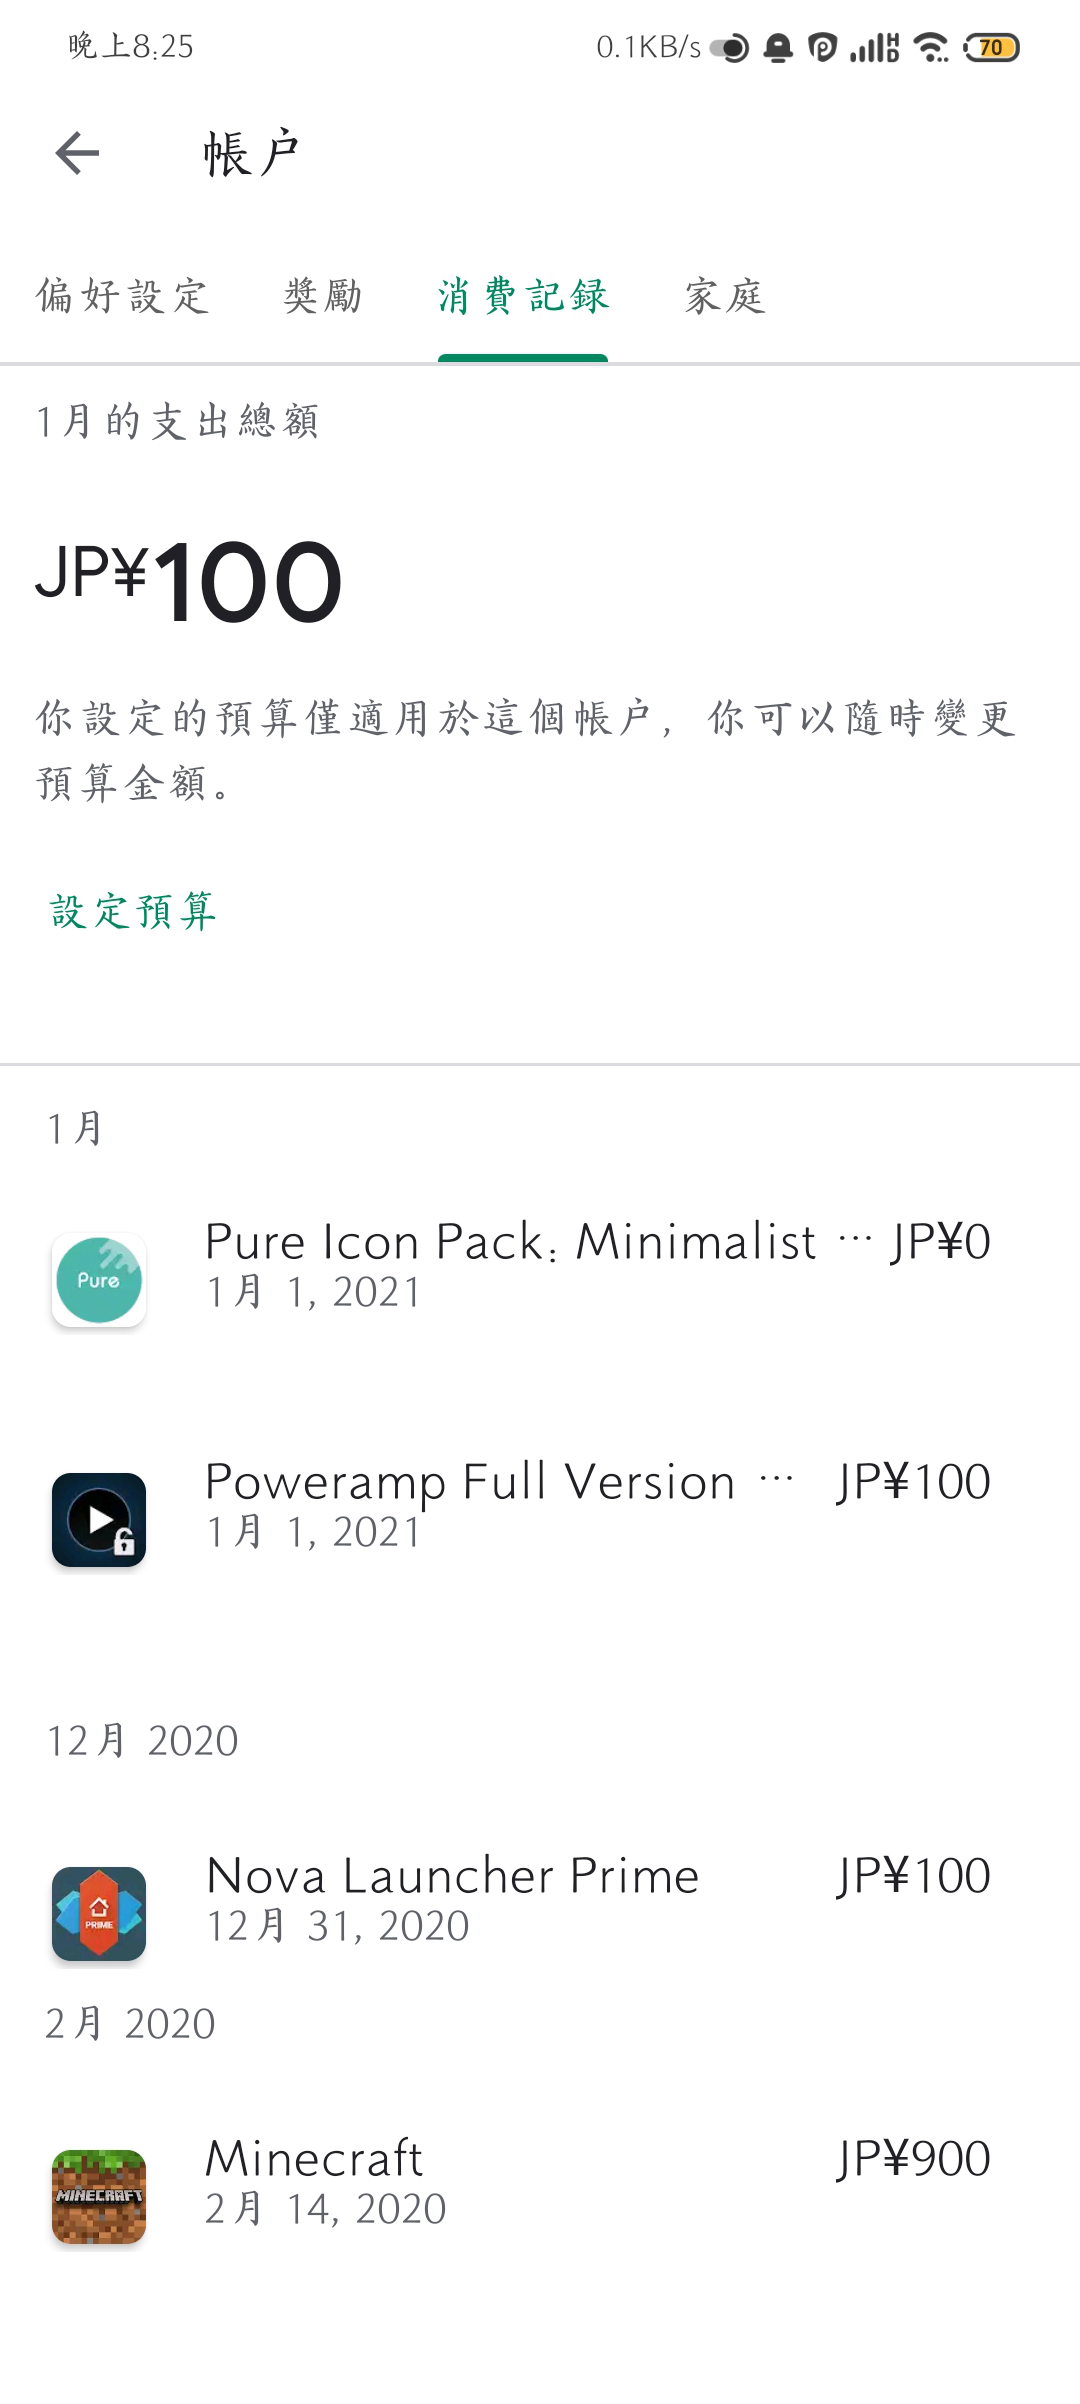 晚上8:25
0.1KB/s
70
帳户
偏好設定 獎勵 消費記録 家庭
1月的支出總額
JP¥100
你設定的預算僅適用於這個帳户，你可以隨時變更
預算金額。
設定預算
1月
Pure
Pure Icon Pack: Minimalist … JP¥0
1月 1, 2021
Poweramp Full Version … JP¥100
1月 1, 2021
12月 2020
PRIME
Nova Launcher Prime JP¥100
12月 31, 2020
2月 2020
MINECRAFT
Minecraft JP¥900
2月 14, 2020